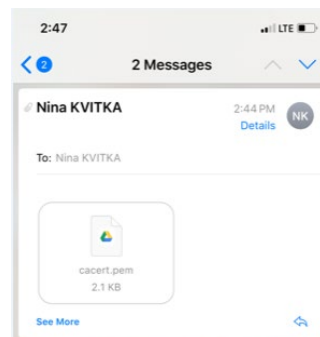 2:47
LTE
2
2 Messages
Nina KVITKA
2:44 PM
NK
Details
To: Nina KVITKA
cacert.pem
2.1 KB
See More